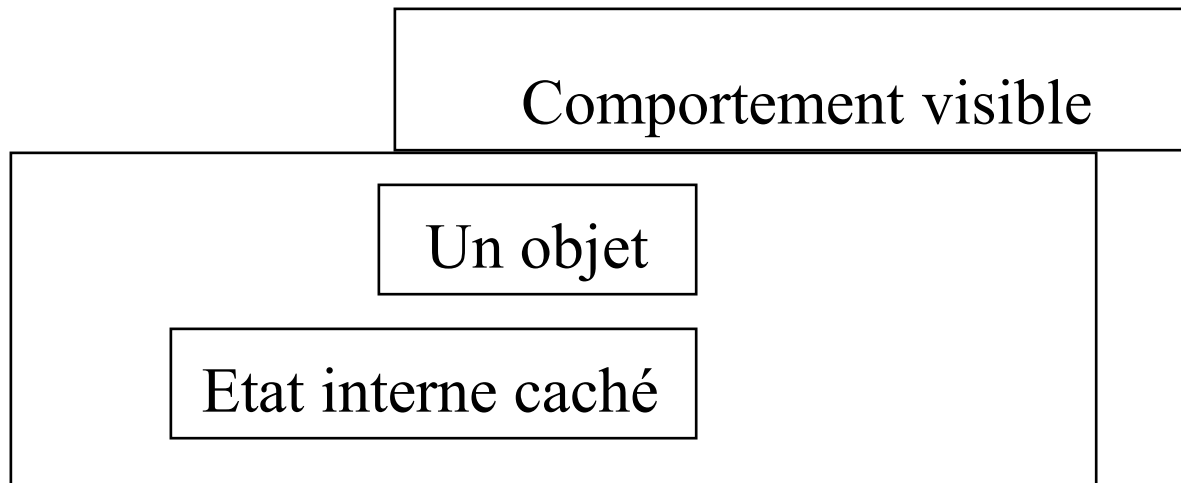 Comportement visible
Un objet
Etat interne caché